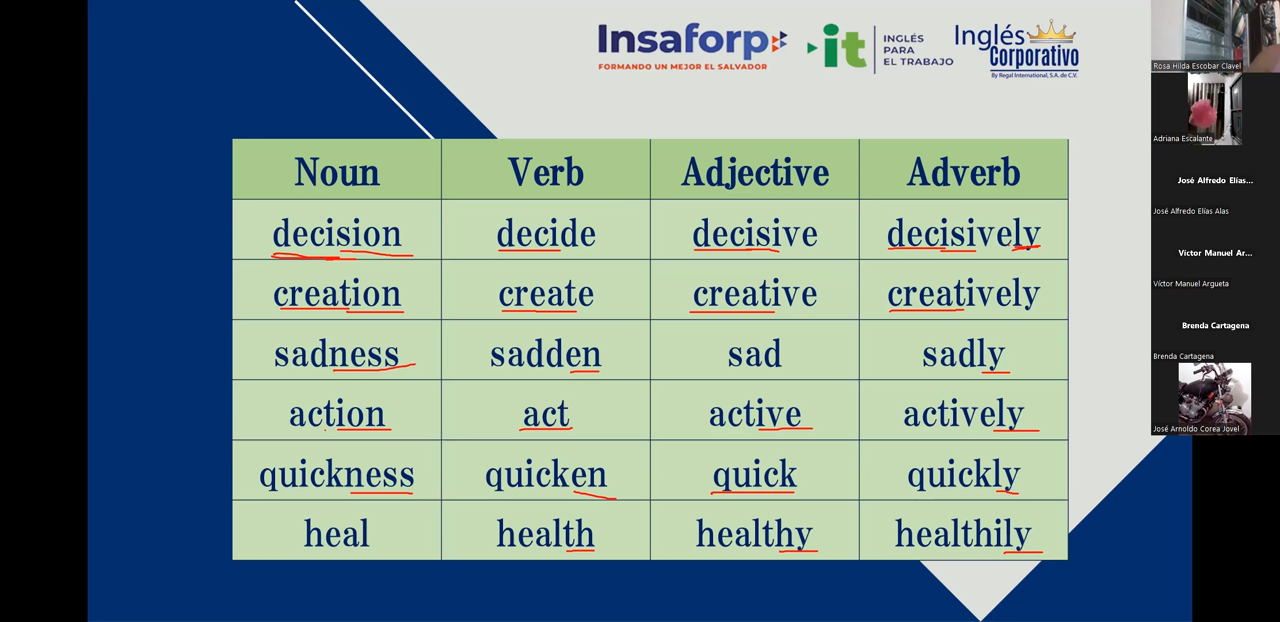 Insaforp
FORMANDO UN MEJOR EL SALVADOR
it
INGLÉS
PARA
EL TRABAJO
Inglés
Corporativo
By Regal International, S.A. de C.V.
Noun Verb Adjective Adverb
decision decide decisive decisively
creation create creative creatively
sadness sadden sad sadly
action act active actively
quickness quicken quick quickly
heal health healthy healthily
Rosa Hilda Escobar Clavel
Adriana Escalante
José Alfredo Elías...
José Alfredo Elías Alas
Víctor Manuel Ar...
Víctor Manuel Argueta
Brenda Cartagena
Brenda Cartagena
José Arnoldo Corea Jovel